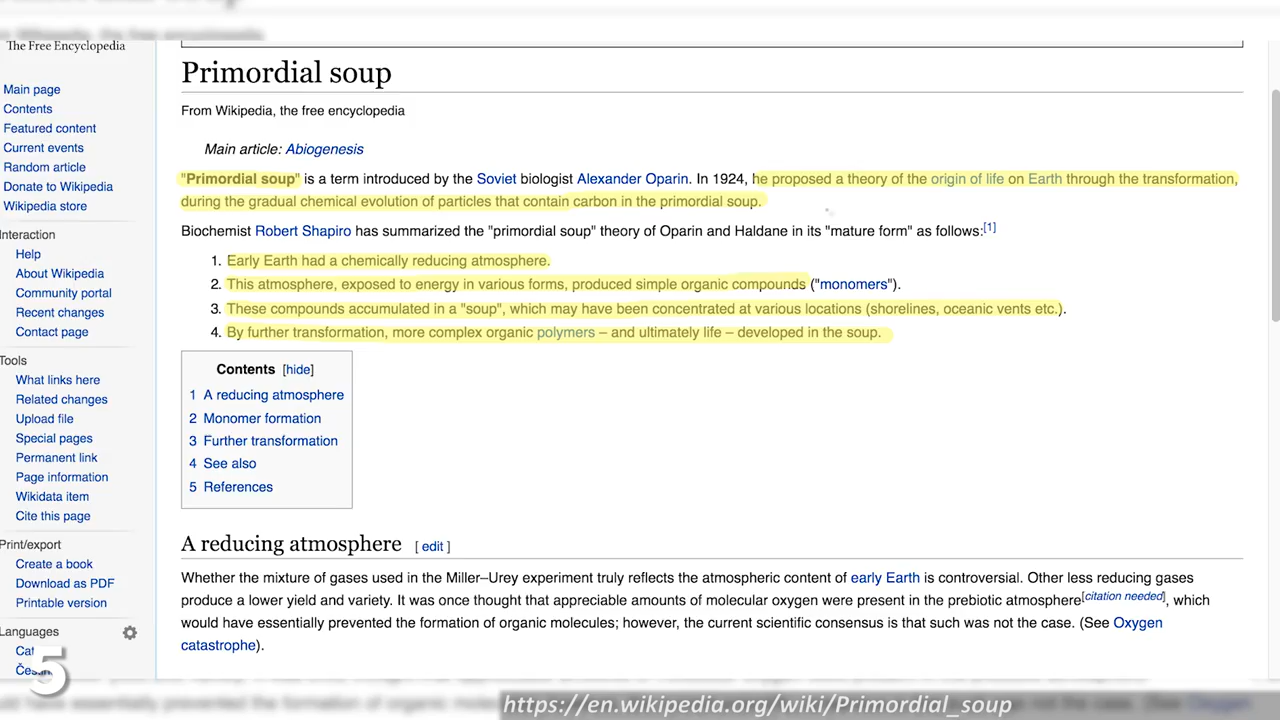 The Free Encyclopedia
Main page
Contents
Featured content
Current events
Random article
Donate to Wikipedia
Wikipedia store
Interaction
Help
About Wikipedia
Community portal
Recent changes
Contact page
Tools
What links here
Related changes
Upload file
Special pages
Permanent link
Page information
Wikidata item
Cite this page
Print/export
Create a book
Download as PDF
Printable version
Languages
5
Primordial soup
From Wikipedia, the free encyclopedia
Main article: Abiogenesis
"Primordial soup" is a term introduced by the Soviet biologist Alexander Oparin. In 1924, he proposed a theory of the origin of life on Earth through the transformation,
during the gradual chemical evolution of particles that contain carbon in the primordial soup.
Biochemist Robert Shapiro has summarized the "primordial soup" theory of Oparin and Haldane in its "mature form" as follows:[1]
1. Early Earth had a chemically reducing atmosphere.
2. This atmosphere, exposed to energy in various forms, produced simple organic compounds ("monomers").
3. These compounds accumulated in a "soup", which may have been concentrated at various locations (shorelines, oceanic vents etc.).
4. By further transformation, more complex organic polymers – and ultimately life – developed in the soup.
Contents [hide]
1 A reducing atmosphere
2 Monomer formation
3 Further transformation
4 See also
5 References
A reducing atmosphere [ edit ]
Whether the mixture of gases used in the Miller–Urey experiment truly reflects the atmospheric content of early Earth is controversial. Other less reducing gases
produce a lower yield and variety. It was once thought that appreciable amounts of molecular oxygen were present in the prebiotic atmosphere[citation needed], which
would have essentially prevented the formation of organic molecules; however, the current scientific consensus is that such was not the case. (See Oxygen
catastrophe).
https://en.wikipedia.org/wiki/Primordial_soup